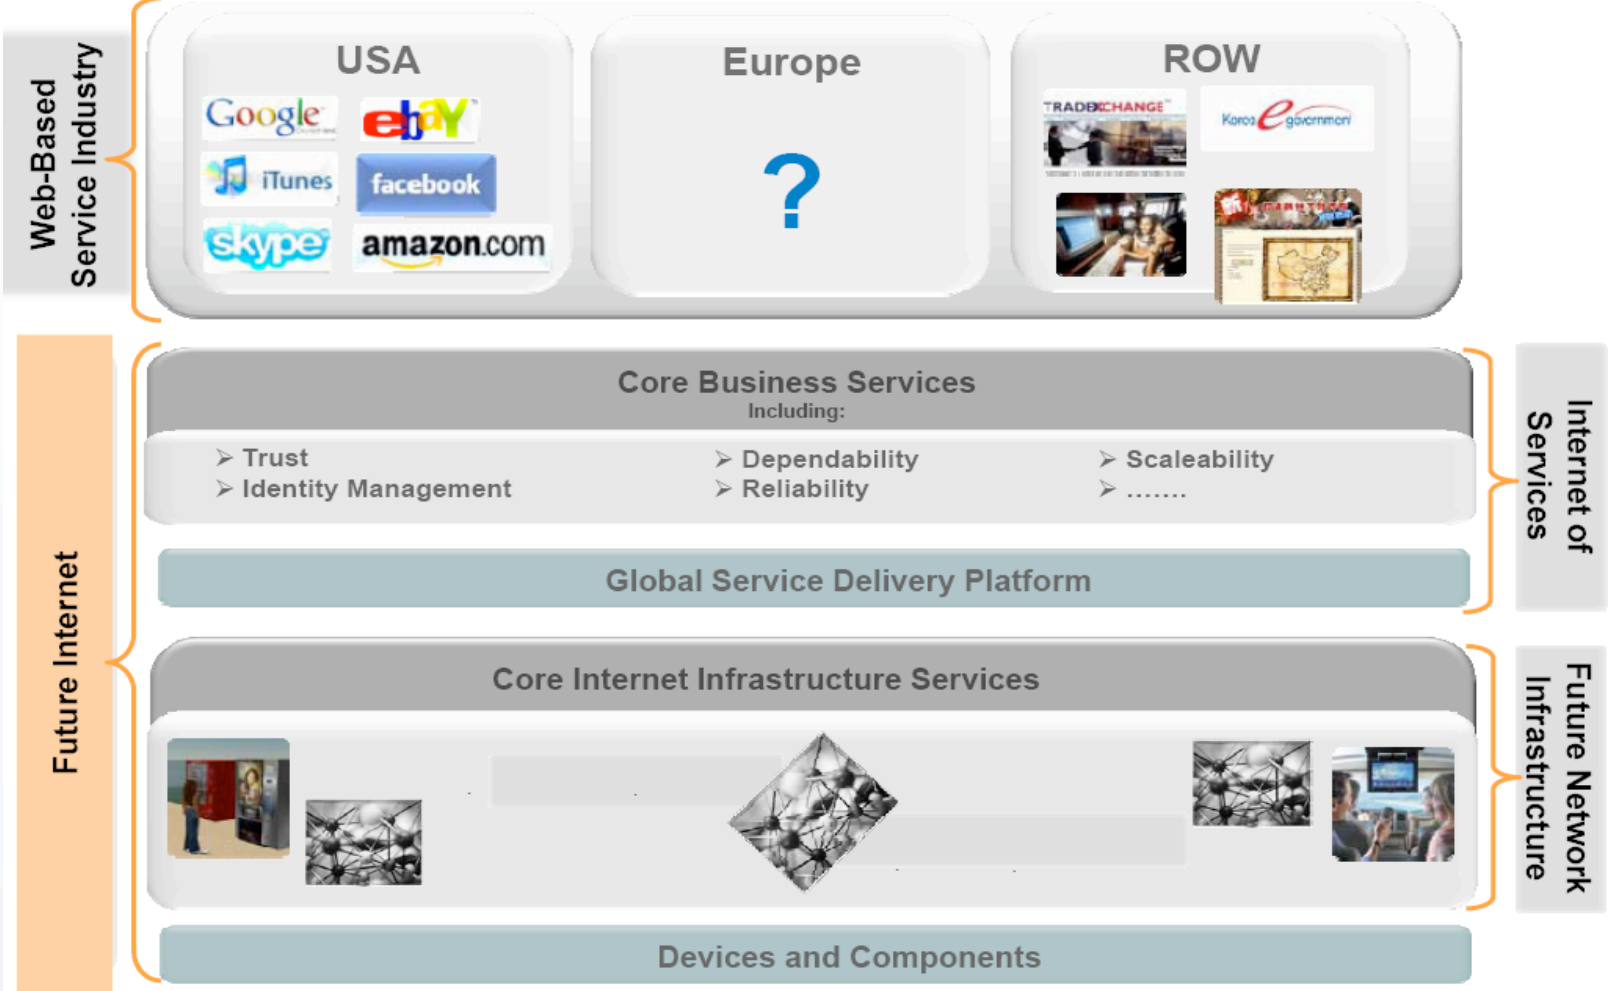 Web-Based
Service Industry
USA
Europe
ROW
Google
ebaY
iTunes
facebook
skype
amazon.com
?
TRADEXCHANGE
Korea e government
Future Internet
Core Business Services
Including:
➢ Trust
➢ Identity Management
➢ Dependability
➢ Reliability
➢ Scaleability
➢ .......
Global Service Delivery Platform
Internet of
Services
Core Internet Infrastructure Services
Future Network
Infrastructure
Devices and Components